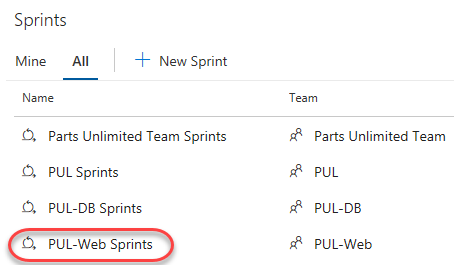 Sprints
Mine All + New Sprint
Name Team
Parts Unlimited Team Sprints Parts Unlimited Team
PUL Sprints PUL
PUL-DB Sprints PUL-DB
PUL-Web Sprints PUL-Web